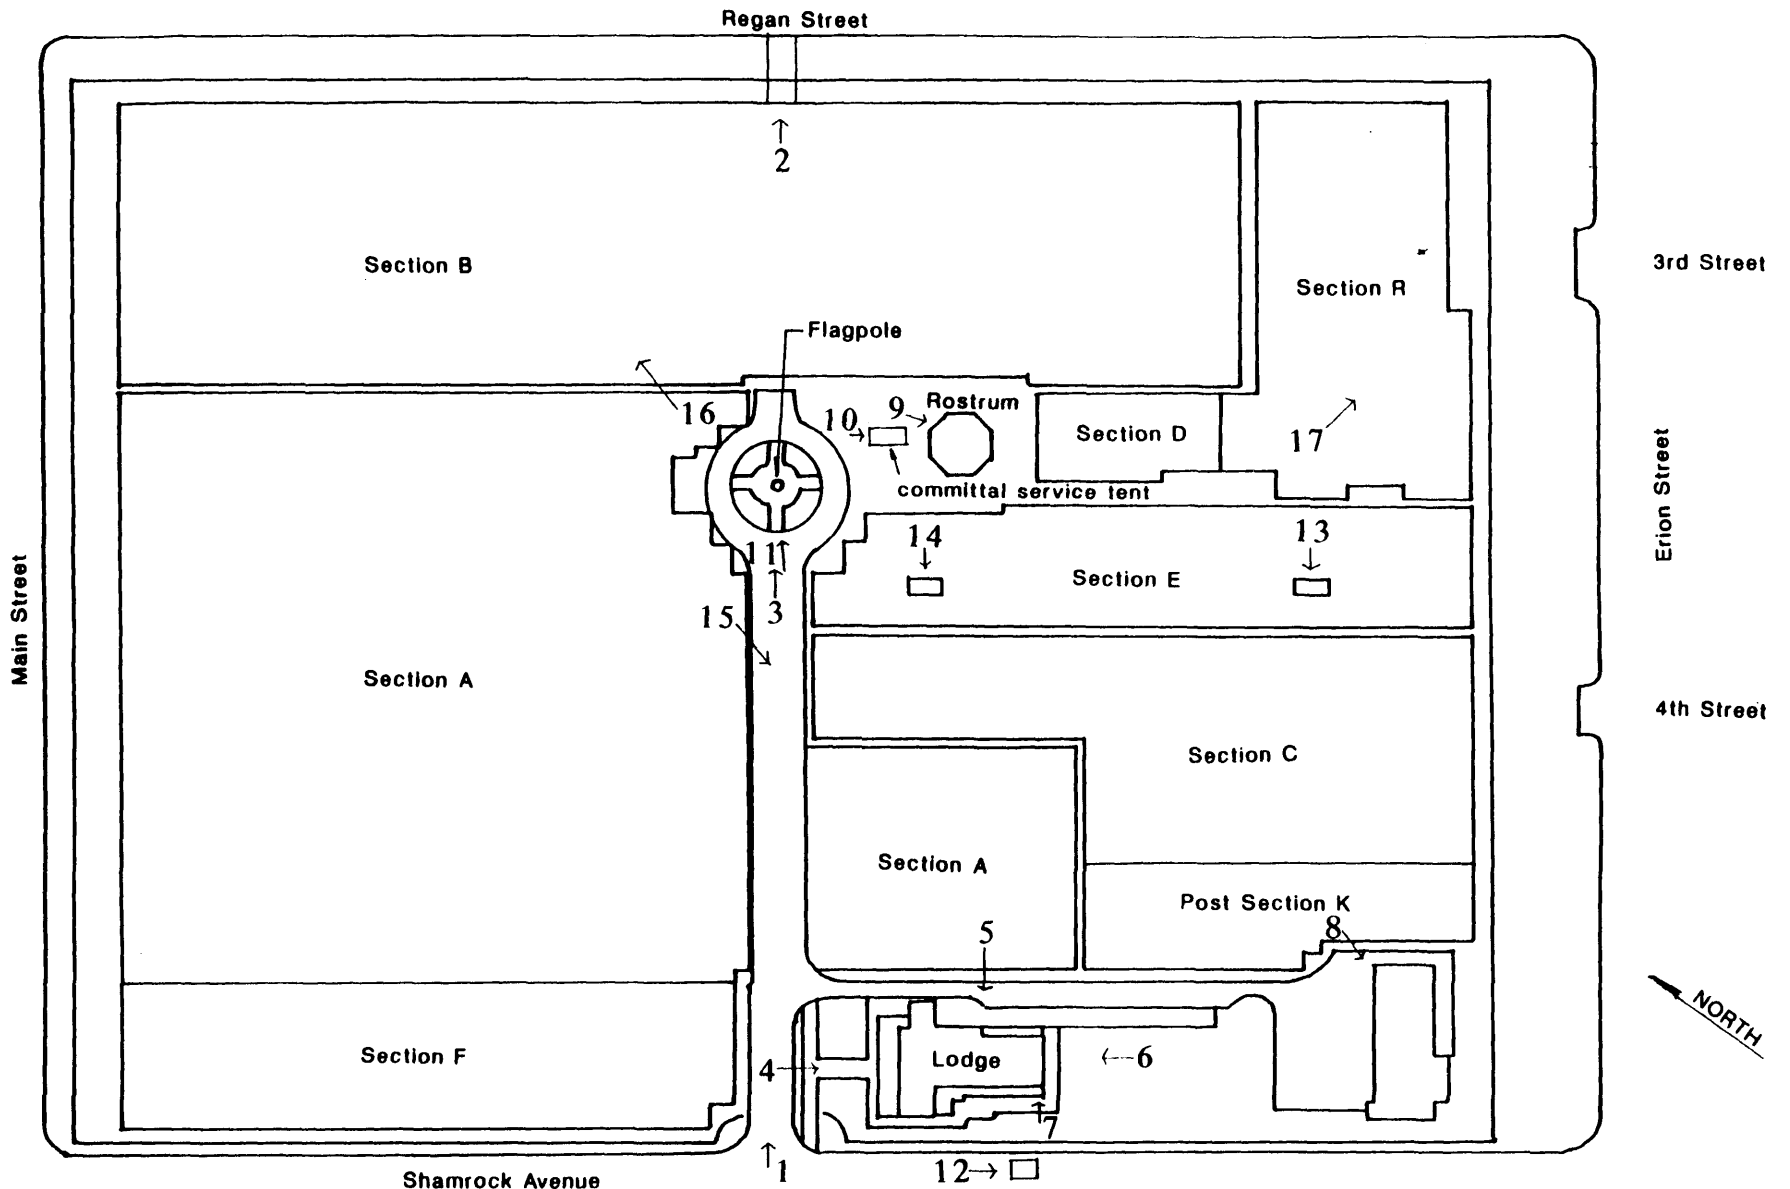 Regan Street
2
Section B
3rd Street
Section R
Flagpole
16
10
9
Rostrum
Section D
17
committal service tent
Erion Street
14
13
11
Section E
Main Street
3
15
Section A
4th Street
Section C
Section A
Post Section K
8
5
NORTH
Section F
4
Lodge
6
7
1
12
Shamrock Avenue